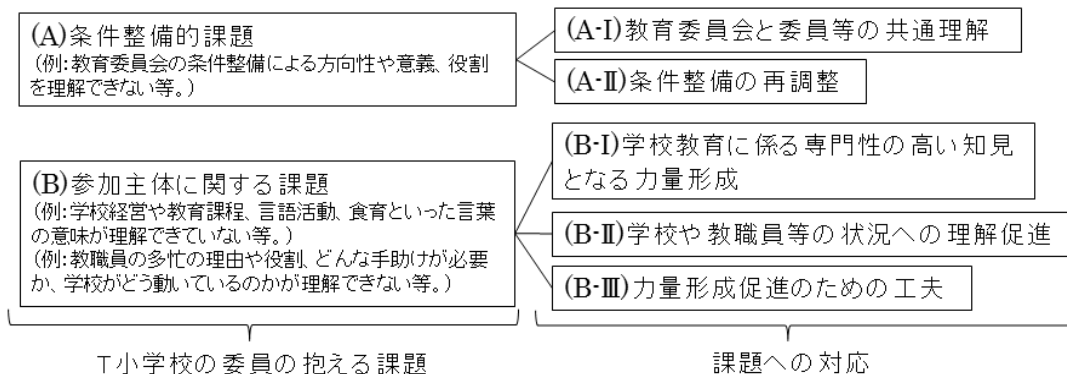 (A)条件整備的課題
(例：教育委員会の条件整備による方向性や意義、役割
を理解できない等。)
(A-Ⅰ)教育委員会と委員等の共通理解
(A-Ⅱ)条件整備の再調整
(B)参加主体に関する課題
(例：学校経営や教育課程、言語活動、食育といった言葉
の意味が理解できていない等。)
(例：教職員の多忙の理由や役割、どんな手助けが必要
か、学校がどう動いているのかが理解できない等。)
(B-Ⅰ)学校教育に係る専門性の高い知見
となる力量形成
(B-Ⅱ)学校や教職員等の状況への理解促進
(B-Ⅲ)力量形成促進のための工夫
T小学校の委員の抱える課題
課題への対応